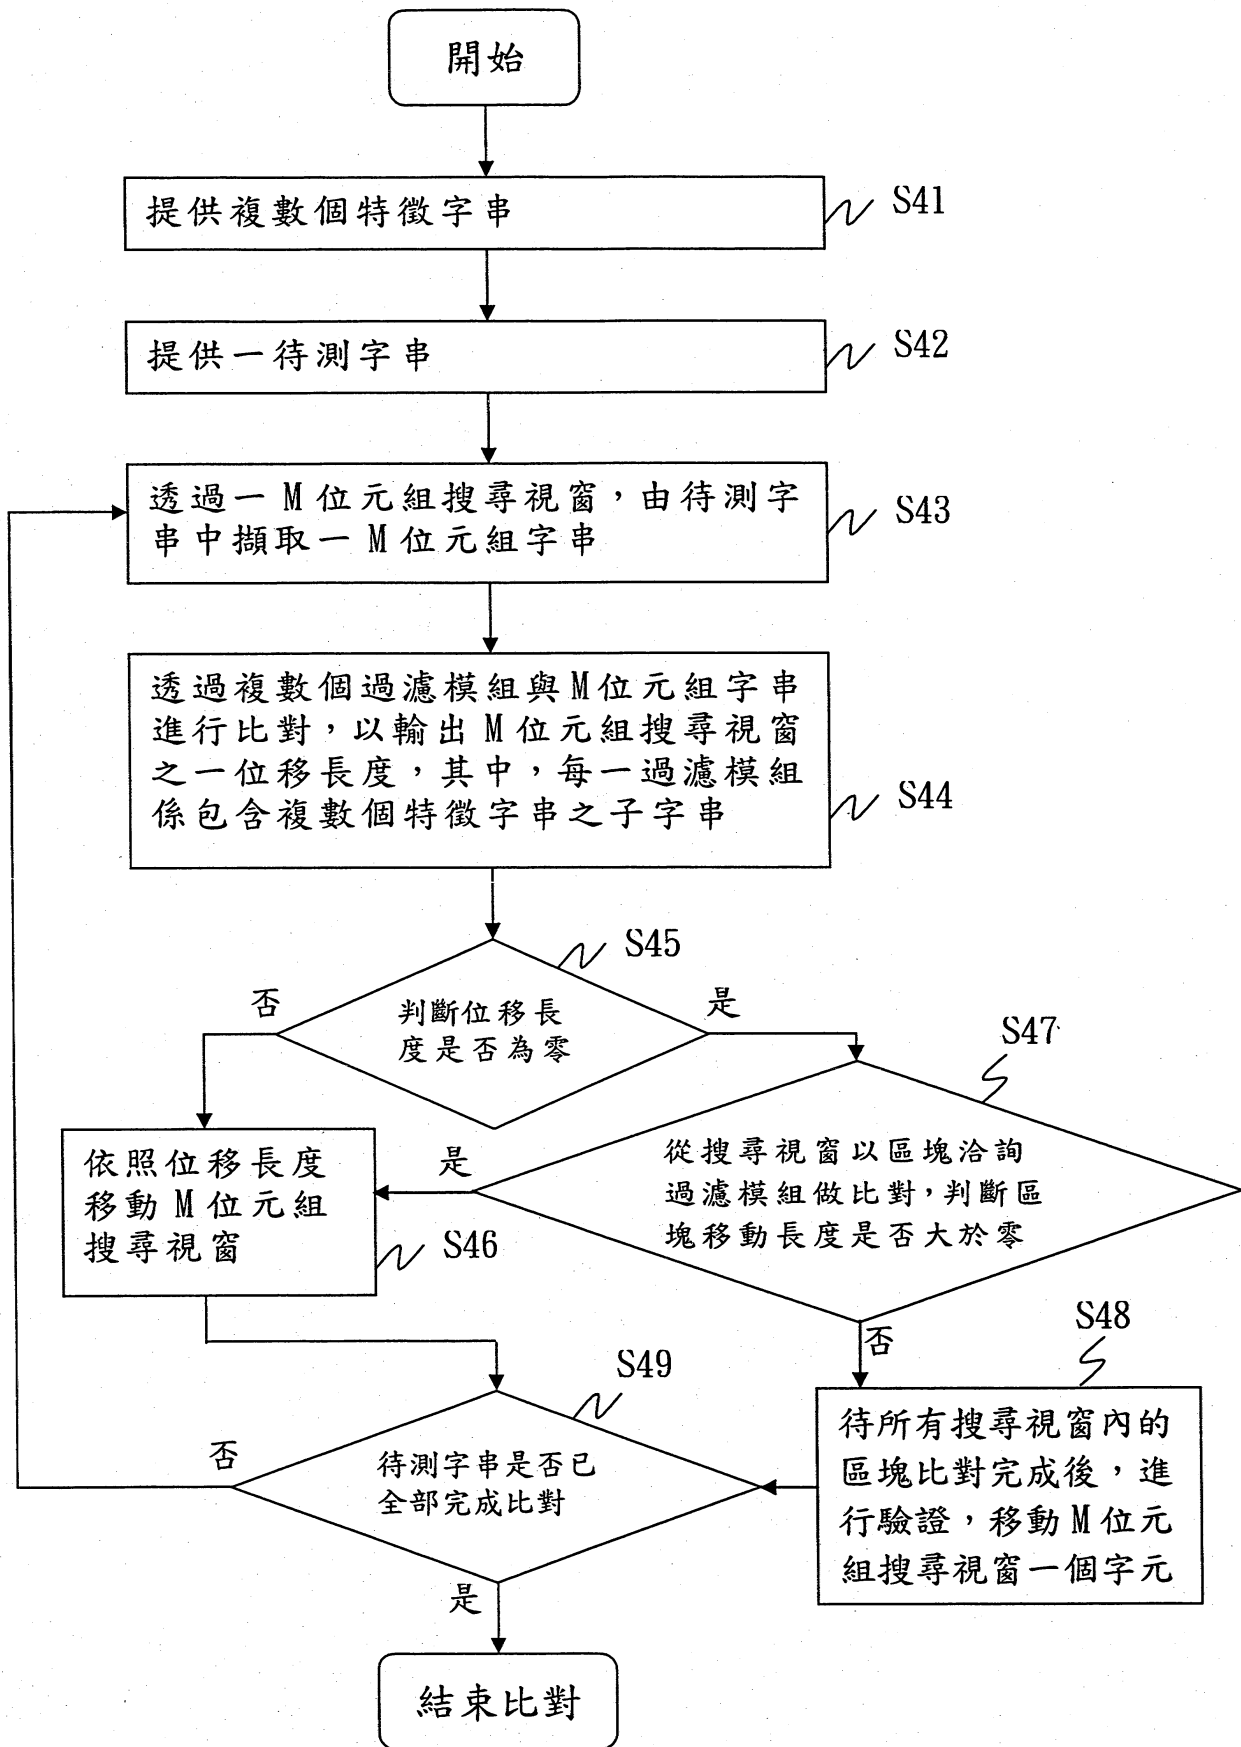 開始
提供複數個特徵字串
S41
提供一待測字串
S42
透過一M位元組搜尋視窗，由待測字
串中擷取一M位元組字串
S43
透過複數個過濾模組與M位元組字串
進行比對，以輸出M位元組搜尋視窗
之一位移長度，其中，每一過濾模組
係包含複數個特徵字串之子字串
S44
S45
否
判斷位移長
度是否為零
是
S47
從搜尋視窗以區塊洽詢
過濾模組做比對，判斷區
塊移動長度是否大於零
是
依照位移長度
移動M位元組
搜尋視窗
S46
否
S48
待所有搜尋視窗內的
區塊比對完成後，進
行驗證，移動M位元
組搜尋視窗一個字元
S49
否
待測字串是否已
全部完成比對
是
結束比對